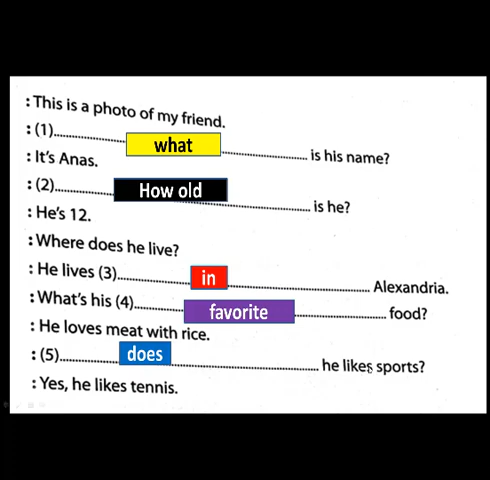 : This is a photo of my friend.
: (1)............ what ............ is his name?
: It's Anas.
: (2)............ How old ............ is he?
: He's 12.
: Where does he live?
: He lives (3)............ in ............ Alexandria.
: What's his (4)............ favorite ............ food?
: He loves meat with rice.
: (5)............ does ............ he likes sports?
: Yes, he likes tennis.